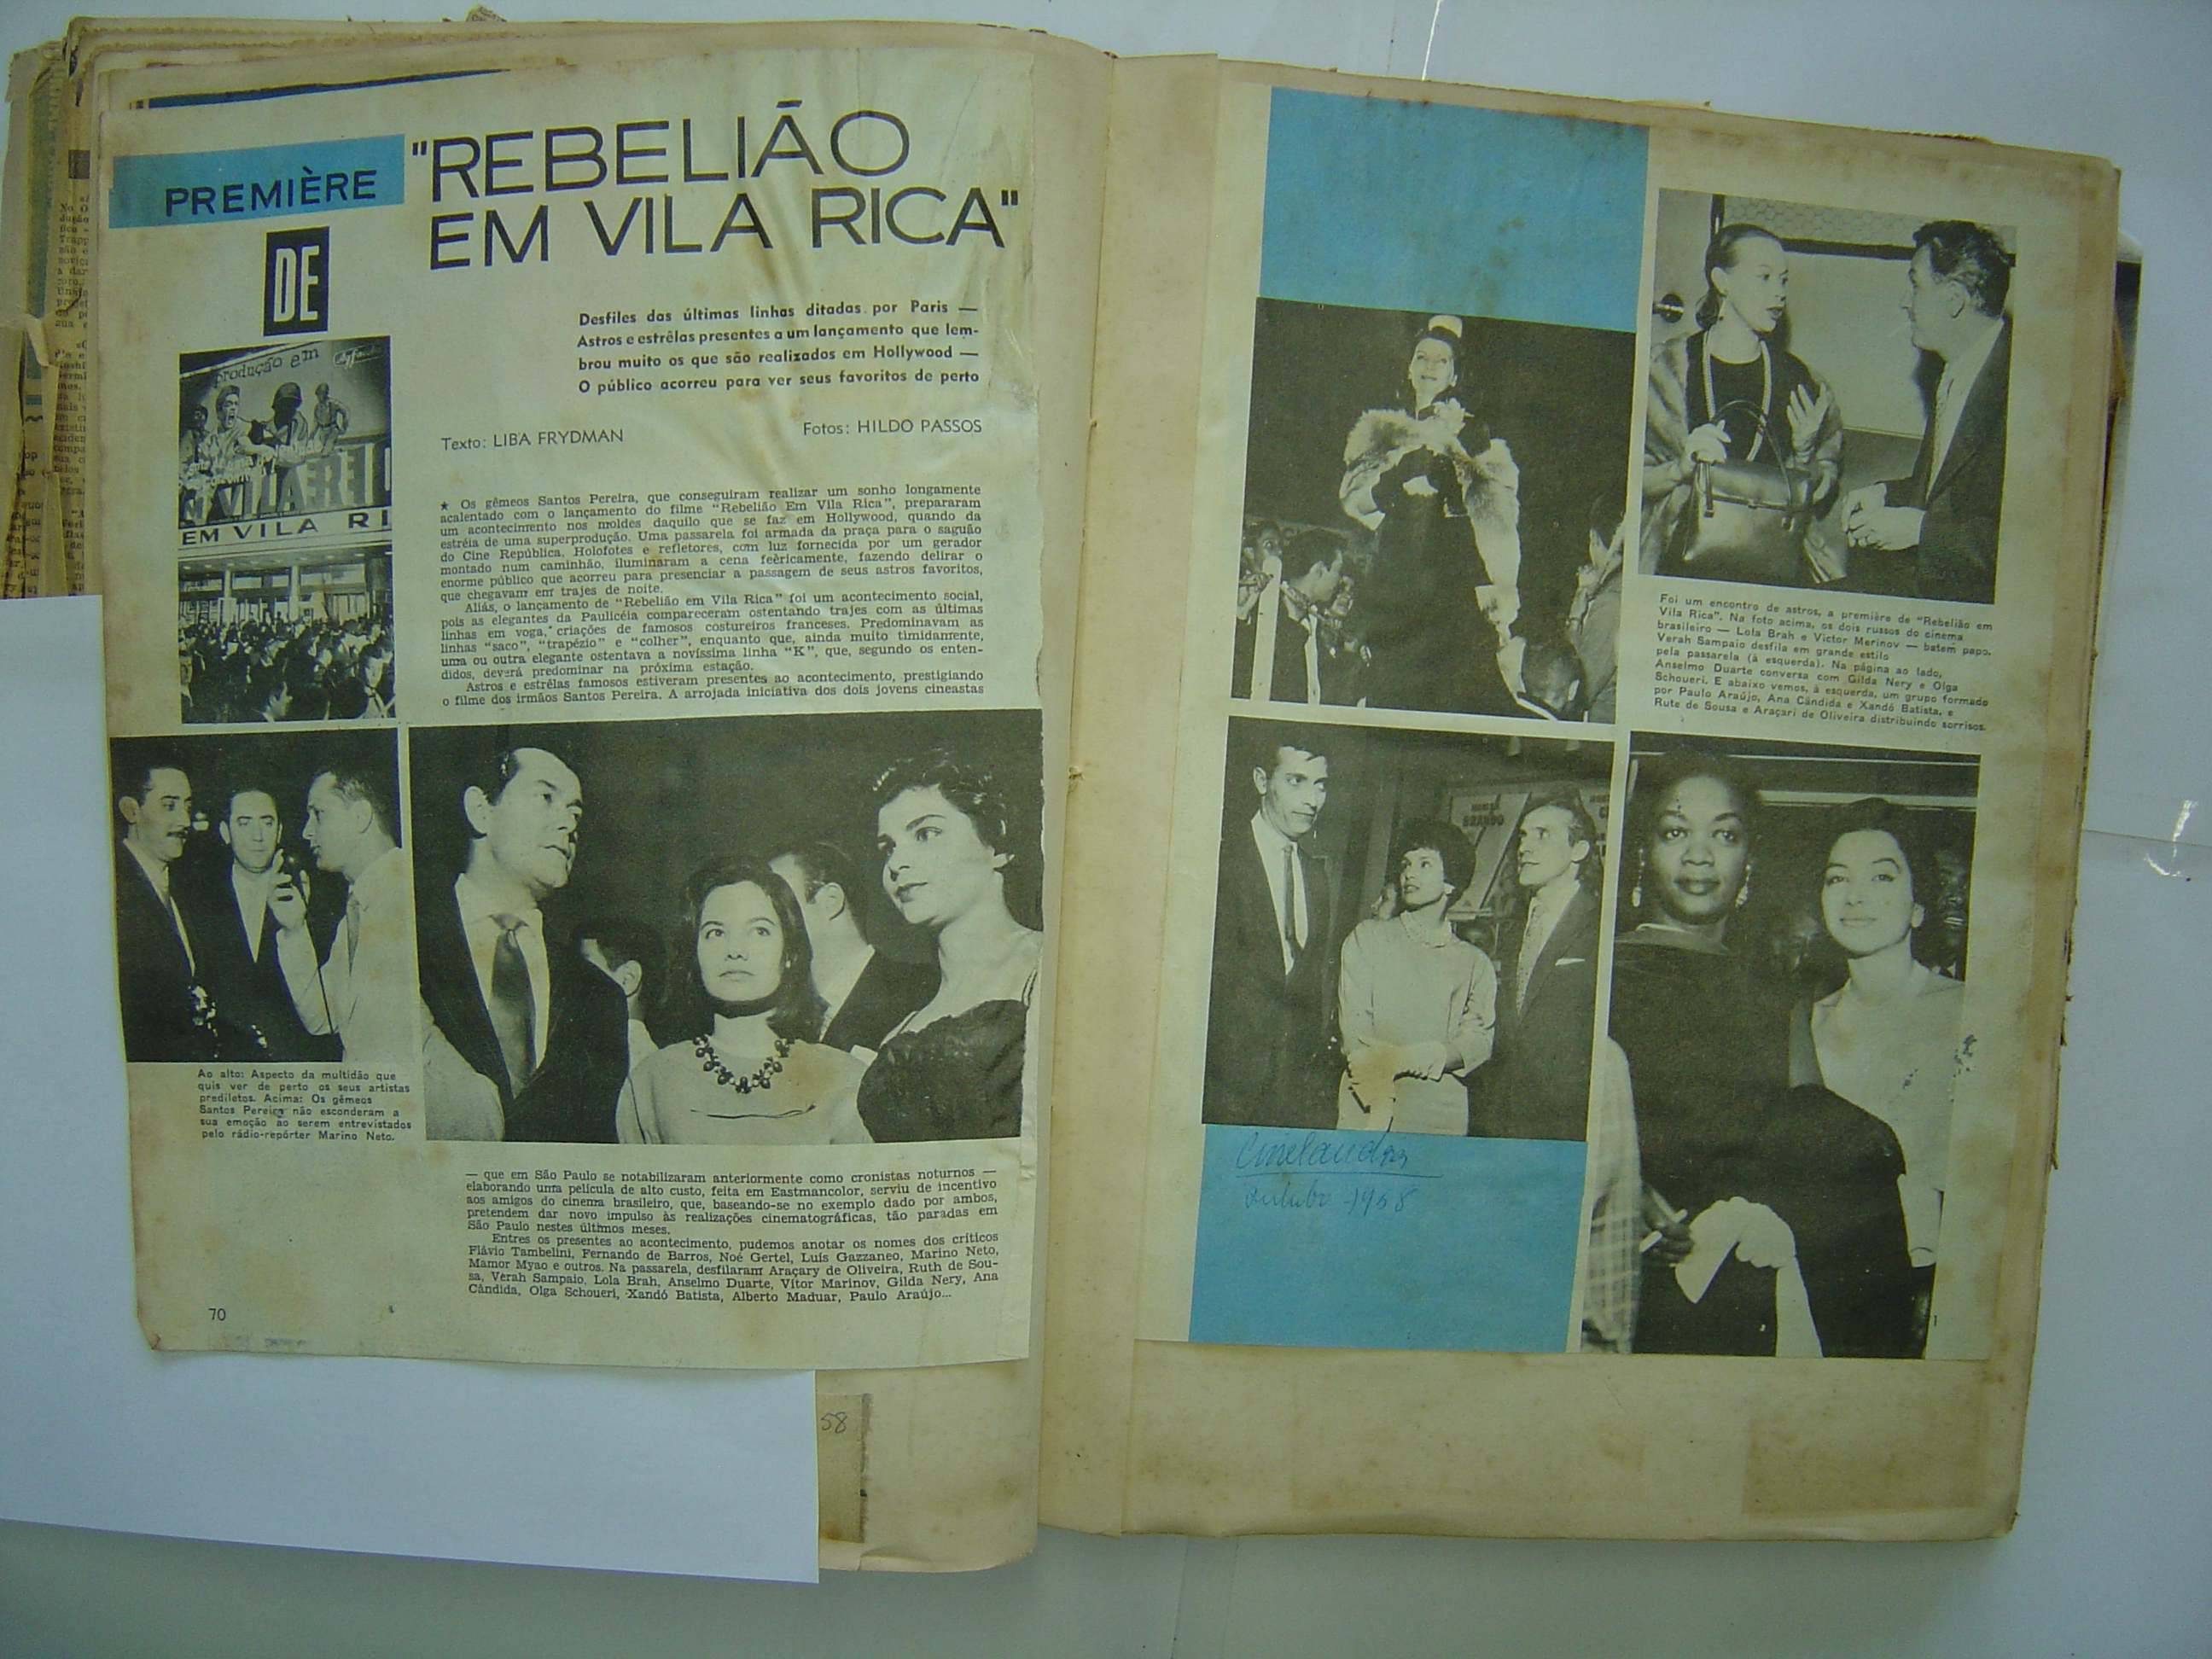 PREMIÈRE
DE
"REBELIÃO
EM VILA RICA"
Desfiles das últimas linhas ditadas por Paris —
Astros e estrêlas presentes a um lançamento que lem-
brou muito os que são realizados em Hollywood —
O público acorreu para ver seus favoritos de perto
Texto: LIBA FRYDMAN
Fotos: HILDO PASSOS
produção em
EM VILA RI
★ Os gêmeos Santos Pereira, que conseguiram realizar um sonho longamente
acalentado com o lançamento do filme "Rebelião Em Vila Rica", prepararam
um acontecimento nos moldes daquilo que se faz em Hollywood, quando da
estréia de uma superprodução. Uma passarela foi armada da praça para o saguão
do Cine República. Holofotes e refletores, com luz fornecida por um gerador
montado num caminhão, iluminaram a cena feèricamente, fazendo delirar o
enorme público que acorreu para presenciar a passagem de seus astros favoritos,
que chegavam em trajes de noite.
Aliás, o lançamento de "Rebelião em Vila Rica" foi um acontecimento social,
pois as elegantes da Paulicéia compareceram ostentando trajes com as últimas
linhas em voga, criações de famosos costureiros franceses. Predominavam as
linhas "saco", "trapézio" e "colher", enquanto que, ainda muito timidamente,
uma ou outra elegante ostentava a novíssima linha "K", que, segundo os enten-
didos, deverá predominar na próxima estação.
Astros e estrêlas famosos estiveram presentes ao acontecimento, prestigiando
o filme dos irmãos Santos Pereira. A arrojada iniciativa dos dois jovens cineastas
Ao alto: Aspecto da multidão que
quis ver de perto os seus artistas
prediletos. Acima: Os gêmeos
Santos Pereira não esconderam a
sua emoção ao serem entrevistados
pelo rádio-repórter Marino Neto.
— que em São Paulo se notabilizaram anteriormente como cronistas noturnos —
elaborando uma película de alto custo, feita em Eastmancolor, serviu de incentivo
aos amigos do cinema brasileiro, que, baseando-se no exemplo dado por ambos,
pretendem dar novo impulso às realizações cinematográficas, tão paradas em
São Paulo nestes últimos meses.
Entres os presentes ao acontecimento, pudemos anotar os nomes dos críticos
Flávio Tambelini, Fernando de Barros, Noé Gertel, Luís Gazzaneo, Marino Neto,
Mamor Myao e outros. Na passarela, desfilaram Araçary de Oliveira, Ruth de Sou-
sa, Verah Sampaio, Lola Brah, Anselmo Duarte, Vitor Marinov, Gilda Nery, Ana
Cândida, Olga Schoueri, Xandó Batista, Alberto Maduar, Paulo Araújo...
70
58
Foi um encontro de astros, a première de "Rebelião em
Vila Rica". Na foto acima, os dois russos do cinema
brasileiro — Lola Brah e Victor Merinov — batem papo.
Verah Sampaio desfila em grande estilo
pela passarela (à esquerda). Na página ao lado,
Anselmo Duarte conversa com Gilda Nery e Olga
Schoueri. E abaixo vemos, à esquerda, um grupo formado
por Paulo Araújo, Ana Cândida e Xandó Batista, e
Rute de Sousa e Araçari de Oliveira distribuindo sorrisos.
BRANDO
Cinelandia
outubro - 1958
1